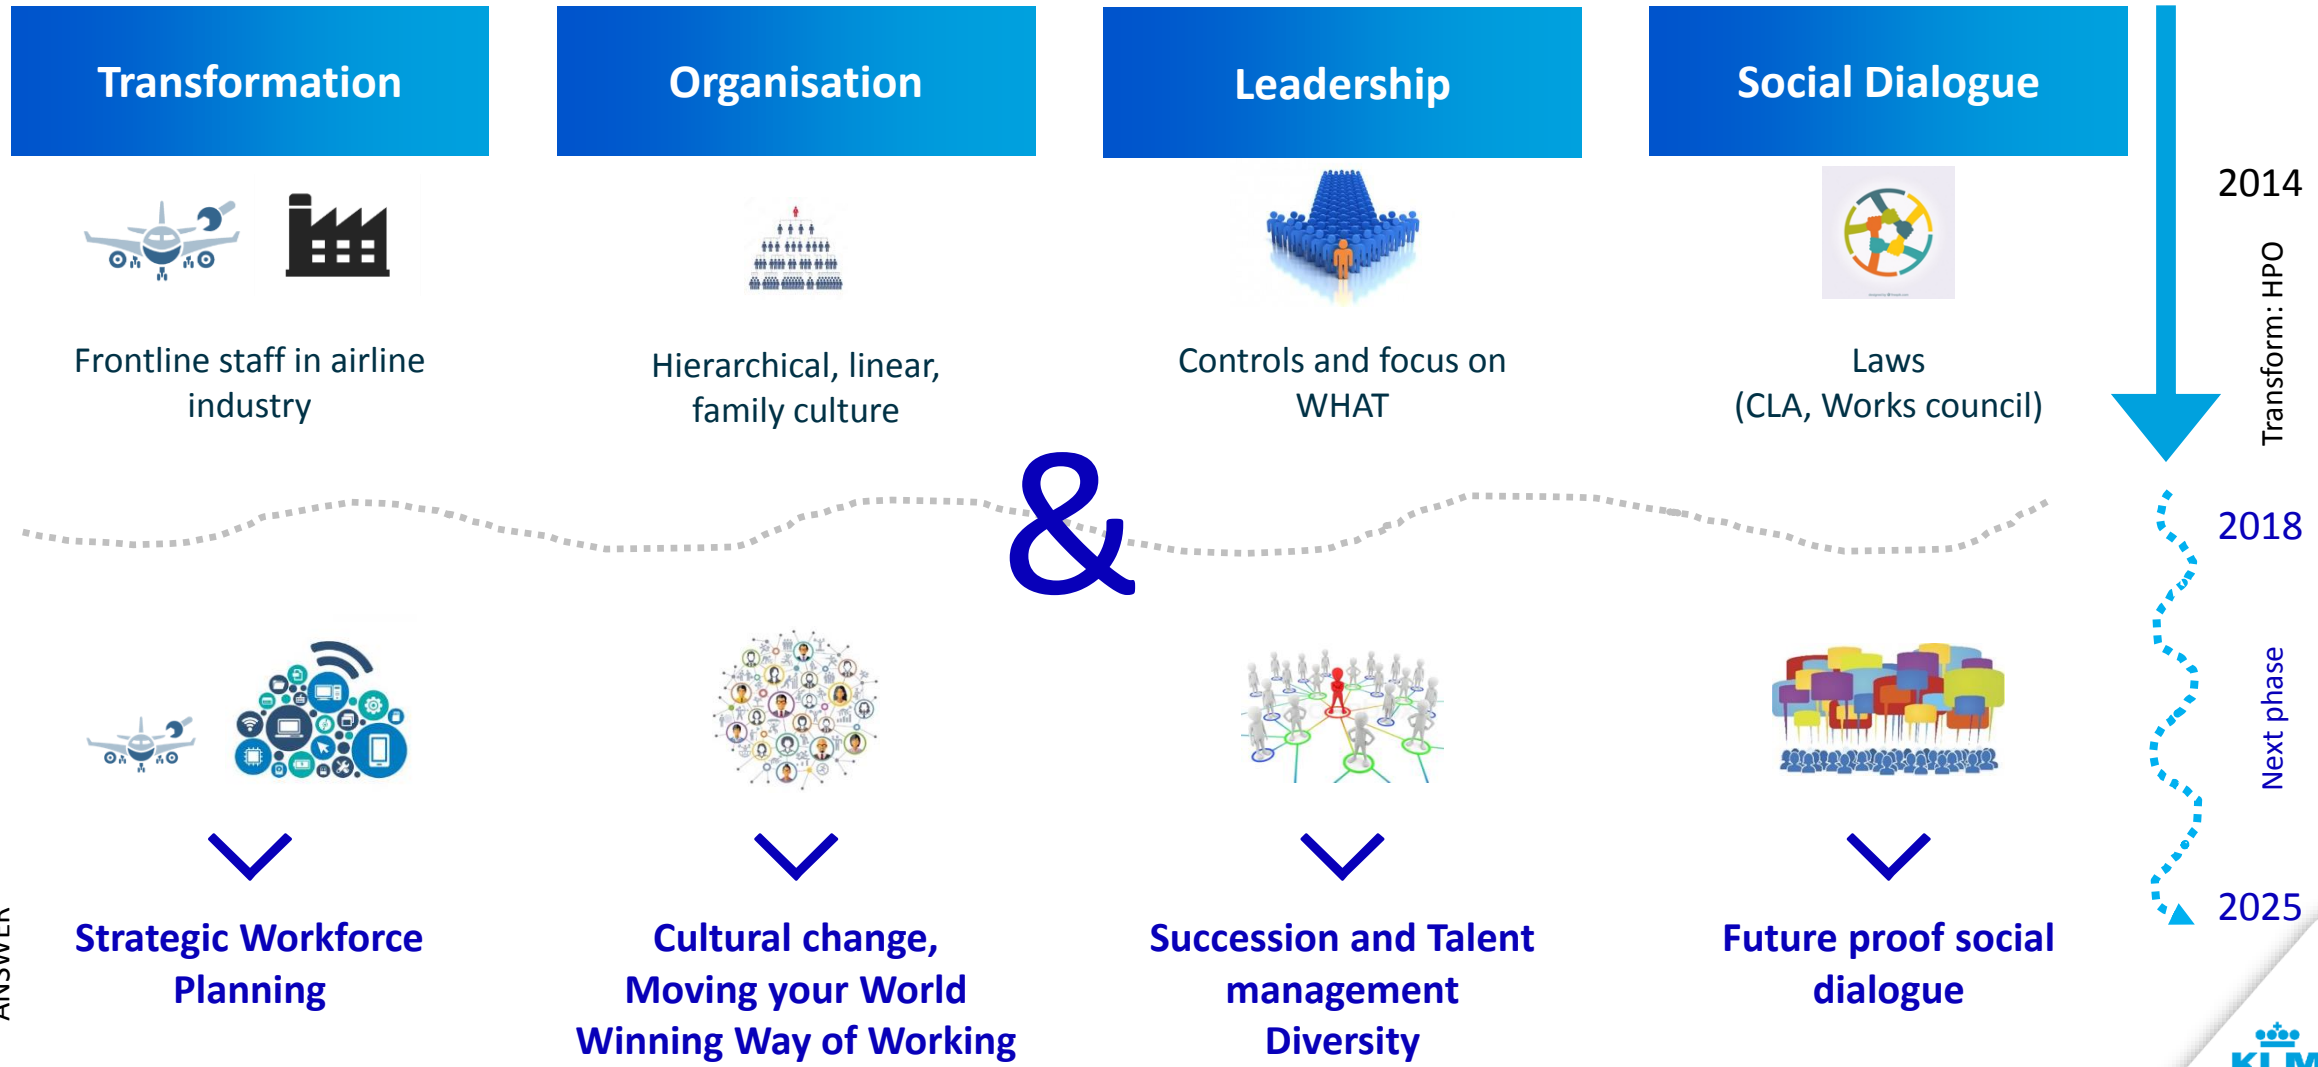 Transformation
Organisation
Leadership
Social Dialogue
2014
Transform: HPO
Frontline staff in airline
industry
Hierarchical, linear,
family culture
Controls and focus on
WHAT
Laws
(CLA, Works council)
&
2018
Next phase
2025
ANSWER
Strategic Workforce
Planning
Cultural change,
Moving your World
Winning Way of Working
Succession and Talent
management
Diversity
Future proof social
dialogue
KLM